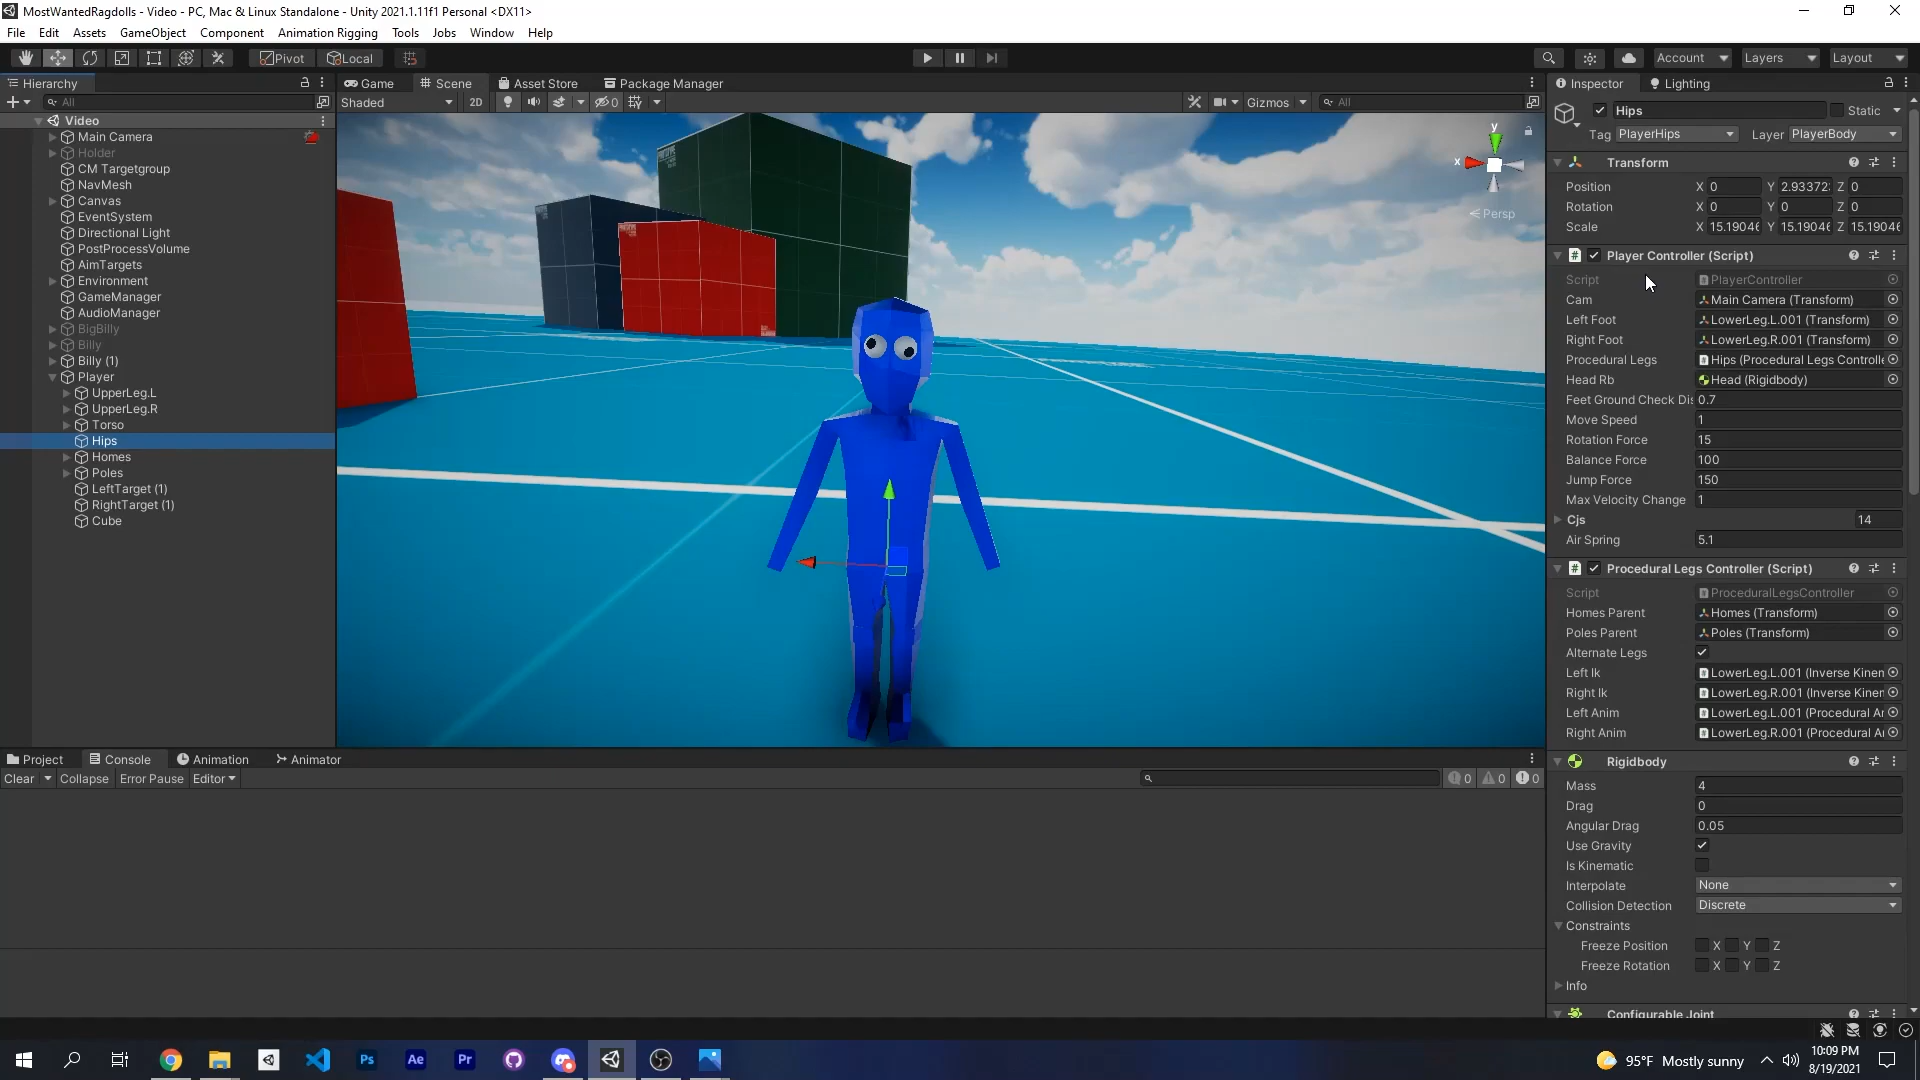 MostWantedRagdolls - Video - PC, Mac & Linux Standalone - Unity 2021.1.11f1 Personal <DX11>
File Edit Assets GameObject Component Animation Rigging Tools Jobs Window Help
Pivot Local Account Layers Layout
Hierarchy
All
Video
Main Camera
Holder
CM Targetgroup
NavMesh
Canvas
EventSystem
Directional Light
PostProcessVolume
AimTargets
Environment
GameManager
AudioManager
BigBilly
Billy
Billy (1)
Player
UpperLeg.L
UpperLeg.R
Torso
Hips
Homes
Poles
LeftTarget (1)
RightTarget (1)
Cube
Game Scene Asset Store Package Manager
Shaded 2D 0 Gizmos All
y
x
Persp
Project Console Animation Animator
Clear Collapse Error Pause Editor 0 0 0
Inspector Lighting
Hips Static
Tag PlayerHips Layer PlayerBody
Transform
Position X 0 Y 2.933723 Z 0
Rotation X 0 Y 0 Z 0
Scale X 15.19046 Y 15.19046 Z 15.19046
# Player Controller (Script)
Script PlayerController
Cam Main Camera (Transform)
Left Foot LowerLeg.L.001 (Transform)
Right Foot LowerLeg.R.001 (Transform)
Procedural Legs Hips (Procedural Legs Controlle
Head Rb Head (Rigidbody)
Feet Ground Check Dis 0.7
Move Speed 1
Rotation Force 15
Balance Force 100
Jump Force 150
Max Velocity Change 1
Cjs 14
Air Spring 5.1
# Procedural Legs Controller (Script)
Script ProceduralLegsController
Homes Parent Homes (Transform)
Poles Parent Poles (Transform)
Alternate Legs
Left Ik LowerLeg.L.001 (Inverse Kinem
Right Ik LowerLeg.R.001 (Inverse Kinem
Left Anim LowerLeg.L.001 (Procedural An
Right Anim LowerLeg.R.001 (Procedural An
Rigidbody
Mass 4
Drag 0
Angular Drag 0.05
Use Gravity
Is Kinematic
Interpolate None
Collision Detection Discrete
Constraints
Freeze Position X Y Z
Freeze Rotation X Y Z
Info
Configurable Joint
Ps Ae Pr
95°F Mostly sunny
10:09 PM
8/19/2021